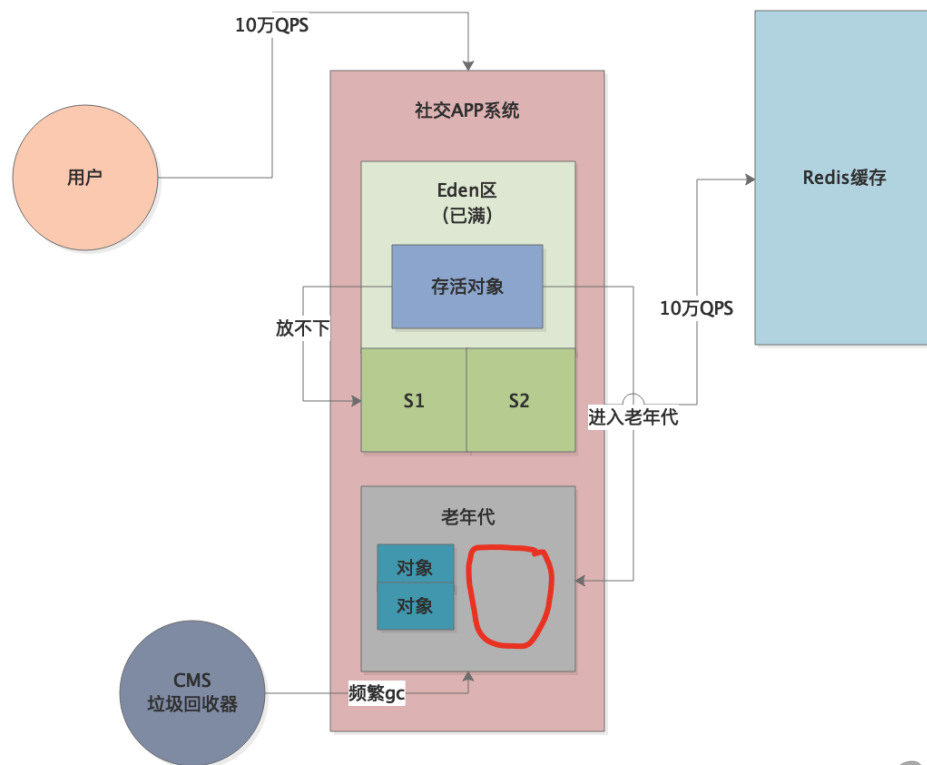 10万QPS
社交APP系统
用户
Eden区
(已满)
Redis缓存
存活对象
放不下
10万QPS
S1
S2
进入老年代
老年代
对象
对象
CMS
垃圾回收器
频繁gc